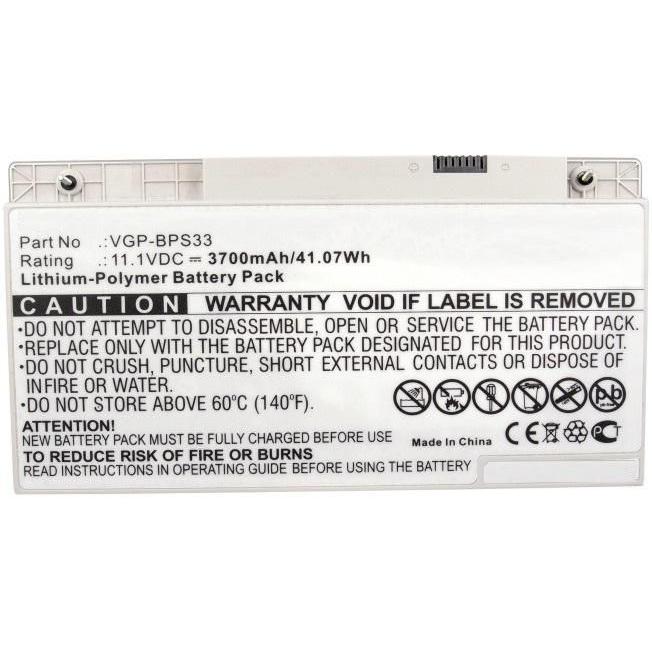 Part No    .:VGP-BPS33
Rating      .:11.1VDC ⎓ 3700mAh/41.07Wh
Lithium-Polymer Battery Pack
CAUTION WARRANTY VOID IF LABEL IS REMOVED
•DO NOT ATTEMPT TO DISASSEMBLE, OPEN OR SERVICE THE BATTERY PACK.
•REPLACE ONLY WITH THE BATTERY PACK DESIGNATED FOR THIS PRODUCT.
•DO NOT CRUSH, PUNCTURE, SHORT EXTERNAL CONTACTS OR DISPOSE OF
IN FIRE OR WATER.
•DO NOT STORE ABOVE 60°C (140°F).
ATTENTION!
NEW BATTERY PACK MUST BE FULLY CHARGED BEFORE USE
TO REDUCE RISK OF FIRE OR BURNS
READ INSTRUCTIONS IN OPERATING GUIDE BEFORE USING THE BATTERY
pb
Made In China CE